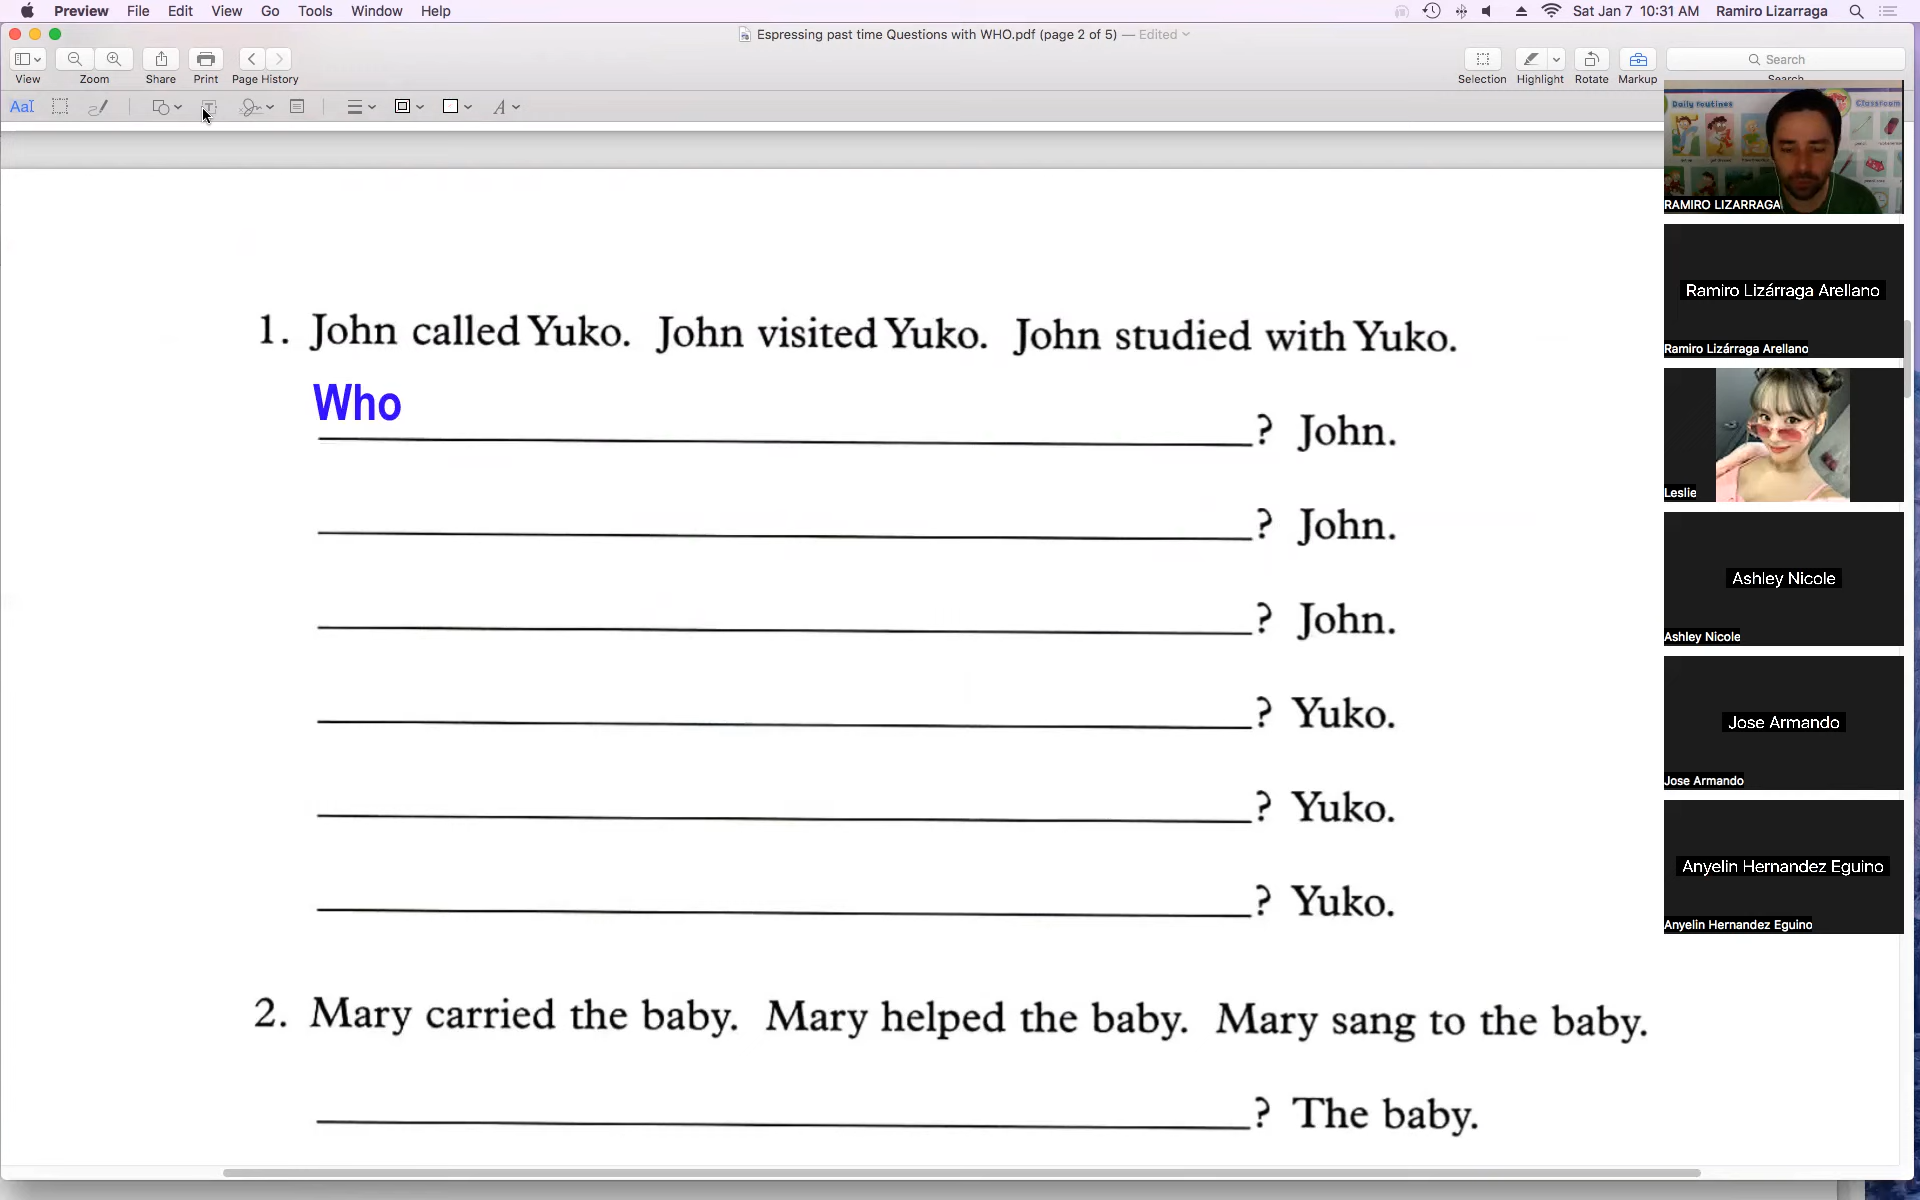 Preview File Edit View Go Tools Window Help Sat Jan 7 10:31 AM Ramiro Lizarraga
Espressing past time Questions with WHO.pdf (page 2 of 5) — Edited
View Zoom Share Print Page History Selection Highlight Rotate Markup Search
Search
AaI T A
Daily routines Classroom
RAMIRO LIZARRAGA
Ramiro Lizárraga Arellano
Ramiro Lizárraga Arellano
Leslie
Ashley Nicole
Ashley Nicole
Jose Armando
Jose Armando
Anyelin Hernandez Eguino
Anyelin Hernandez Eguino
1. John called Yuko. John visited Yuko. John studied with Yuko.
Who ? John.
? John.
? John.
? Yuko.
? Yuko.
? Yuko.
2. Mary carried the baby. Mary helped the baby. Mary sang to the baby.
? The baby.